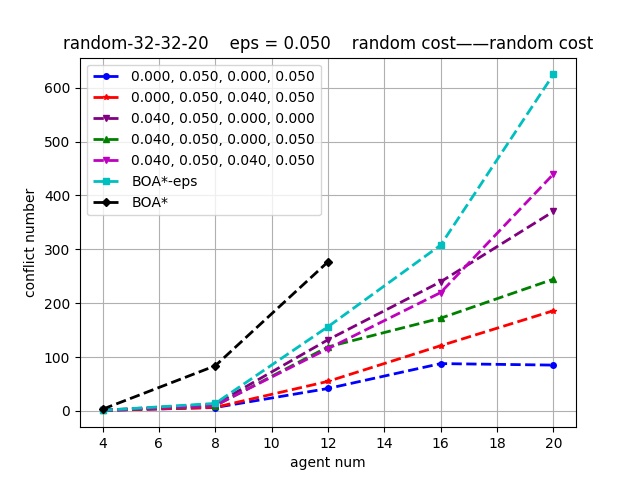 random-32-32-20    eps = 0.050    random cost——random cost
0.000, 0.050, 0.000, 0.050
0.000, 0.050, 0.040, 0.050
0.040, 0.050, 0.000, 0.000
0.040, 0.050, 0.000, 0.050
0.040, 0.050, 0.040, 0.050
BOA*-eps
BOA*
conflict number
600
500
400
300
200
100
0
4 6 8 10 12 14 16 18 20
agent num